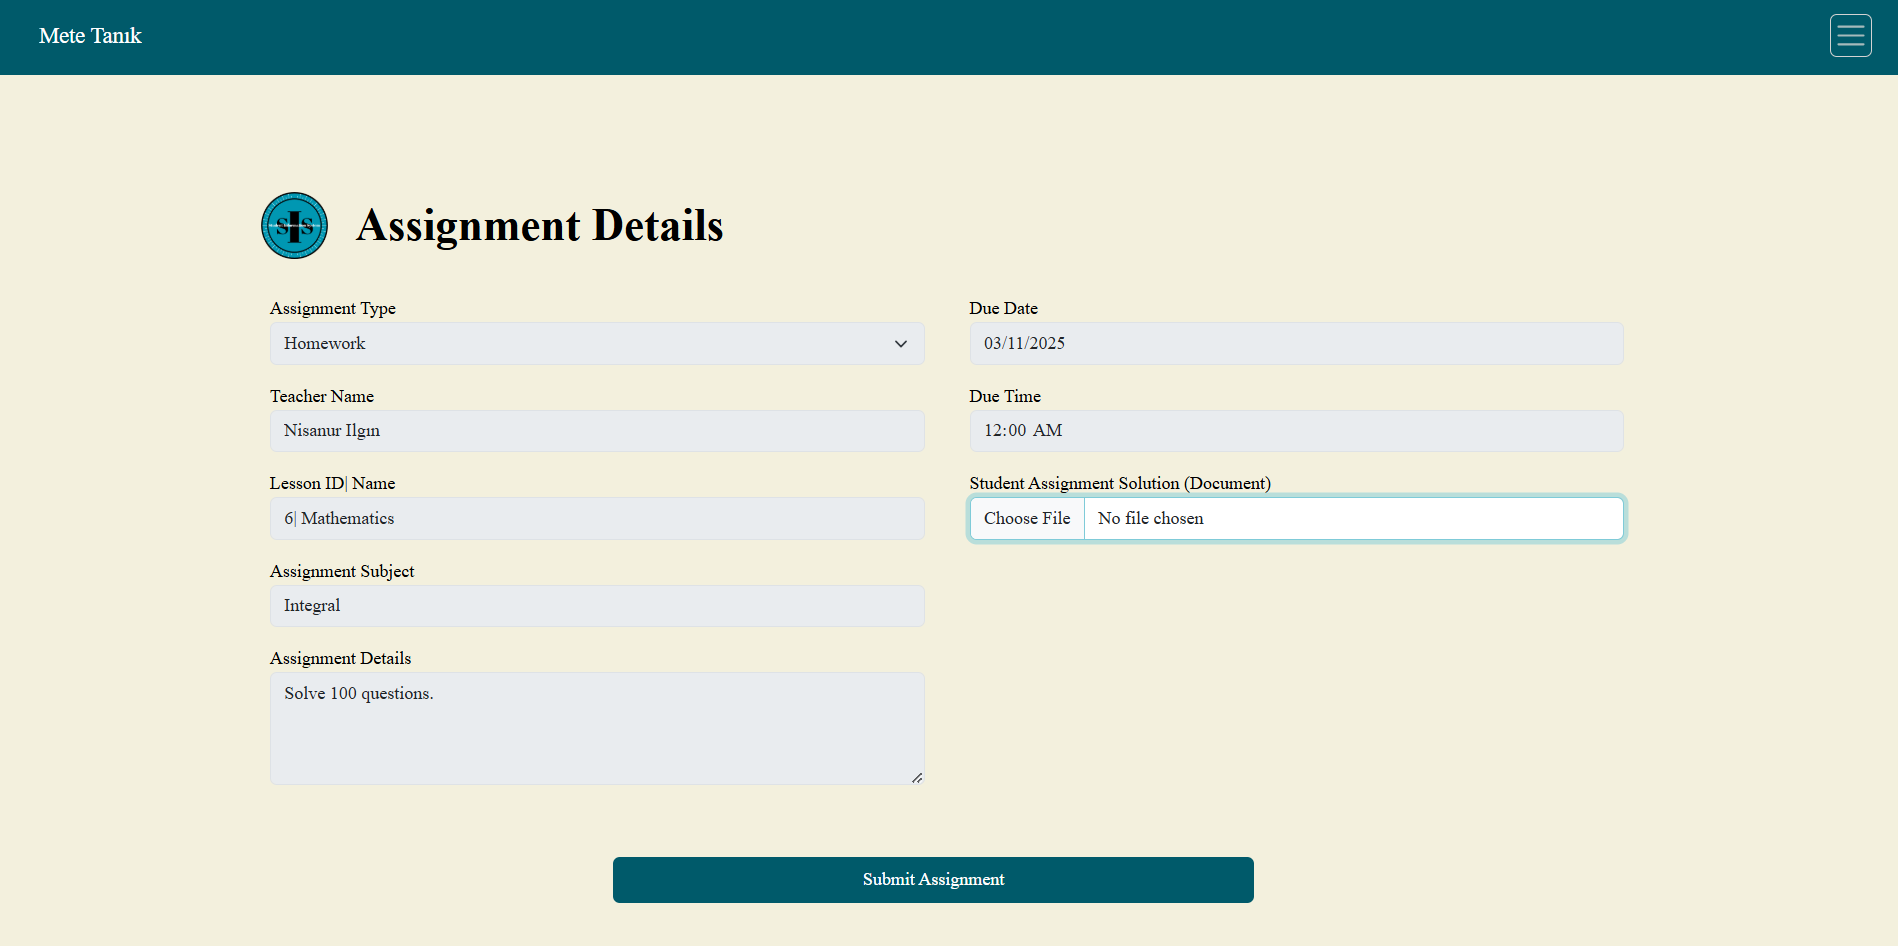 Mete Tanık
SIS
Assignment Details
Assignment Type
Homework
Teacher Name
Nisanur Ilgın
Lesson ID| Name
6| Mathematics
Assignment Subject
Integral
Assignment Details
Solve 100 questions.
Due Date
03/11/2025
Due Time
12:00 AM
Student Assignment Solution (Document)
Choose File No file chosen
Submit Assignment